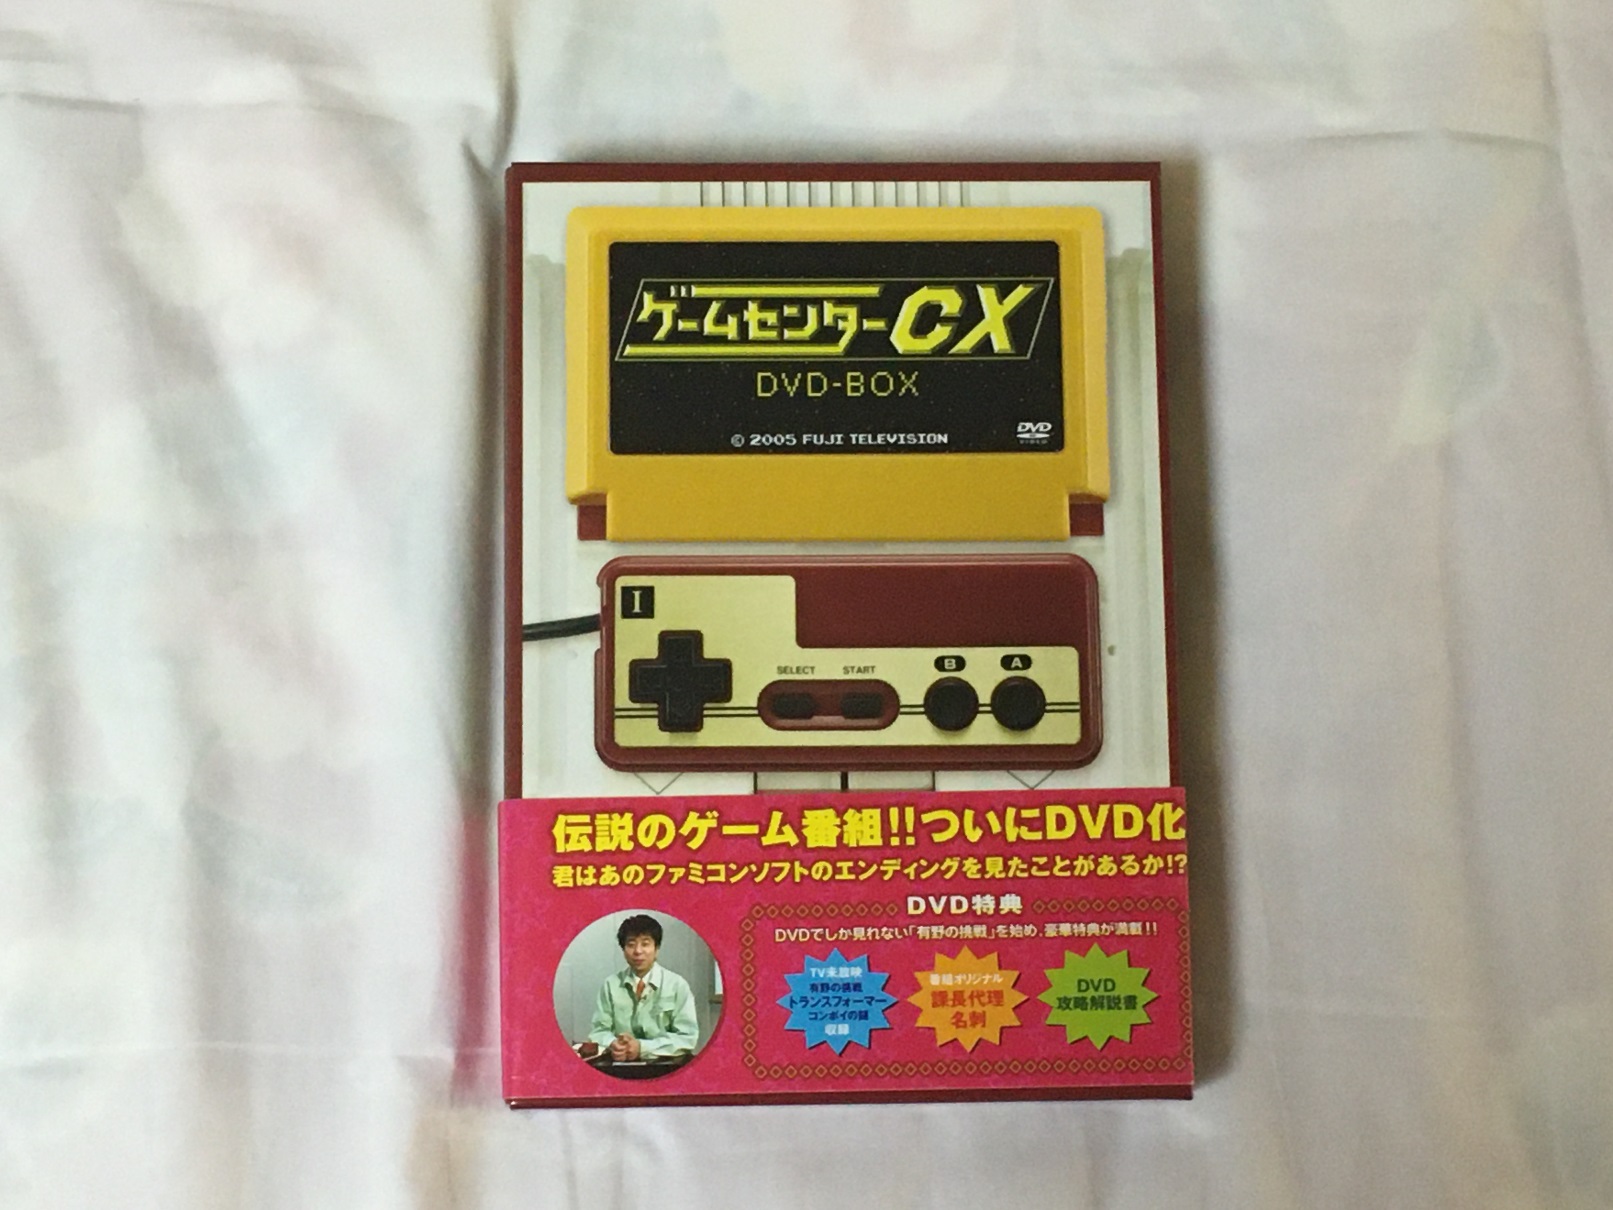 ゲームセンターCX
DVD-BOX
© 2005 FUJI TELEVISION
DVD
VIDEO
I
SELECT START B A
伝説のゲーム番組!!ついにDVD化
君はあのファミコンソフトのエンディングを見たことがあるか!?
DVD特典
DVDでしか見れない「有野の挑戦」を始め、豪華特典が満載!!
TV未放映
有野の挑戦
トランスフォーマー
コンボイの謎
収録
番組オリジナル
課長代理
名刺
DVD
攻略解説書